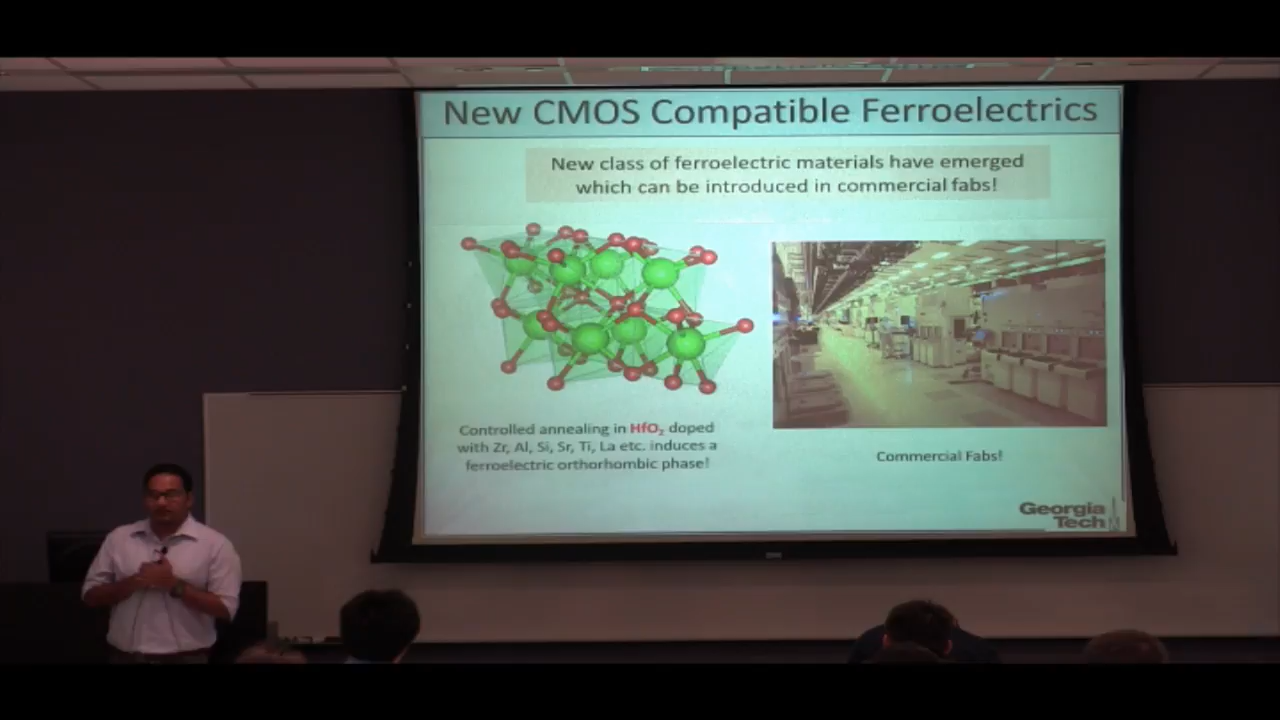 New CMOS Compatible Ferroelectrics
New class of ferroelectric materials have emerged
which can be introduced in commercial fabs!
Controlled annealing in HfO₂ doped
with Zr, Al, Si, Sr, Ti, La etc. induces a
ferroelectric orthorhombic phase!
Commercial Fabs!
Georgia
Tech